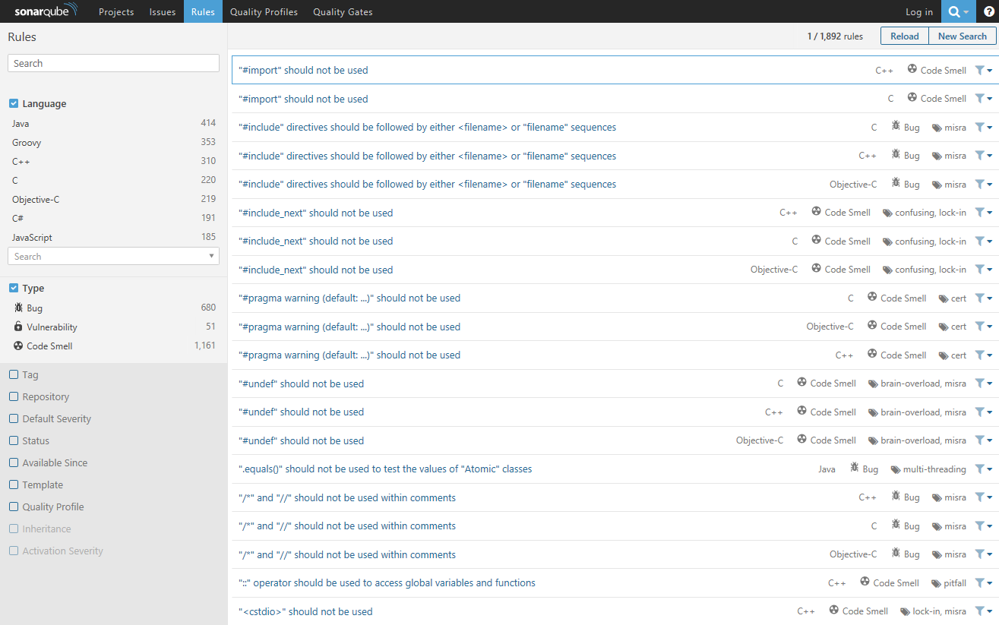 sonarqube Projects Issues Rules Quality Profiles Quality Gates Log in ?
Rules
1 / 1,892 rules Reload New Search
Search
Language
Java 414
Groovy 353
C++ 310
C 220
Objective-C 219
C# 191
JavaScript 185
Search
Type
Bug 680
Vulnerability 51
Code Smell 1,161
Tag
Repository
Default Severity
Status
Available Since
Template
Quality Profile
Inheritance
Activation Severity
"#import" should not be used C++ Code Smell
"#import" should not be used C Code Smell
"#include" directives should be followed by either <filename> or "filename" sequences C Bug misra
"#include" directives should be followed by either <filename> or "filename" sequences C++ Bug misra
"#include" directives should be followed by either <filename> or "filename" sequences Objective-C Bug misra
"#include_next" should not be used C++ Code Smell confusing, lock-in
"#include_next" should not be used C Code Smell confusing, lock-in
"#include_next" should not be used Objective-C Code Smell confusing, lock-in
"#pragma warning (default: ...)" should not be used C Code Smell cert
"#pragma warning (default: ...)" should not be used Objective-C Code Smell cert
"#pragma warning (default: ...)" should not be used C++ Code Smell cert
"#undef" should not be used C Code Smell brain-overload, misra
"#undef" should not be used C++ Code Smell brain-overload, misra
"#undef" should not be used Objective-C Code Smell brain-overload, misra
".equals()" should not be used to test the values of "Atomic" classes Java Bug multi-threading
"/*" and "//" should not be used within comments C++ Bug misra
"/*" and "//" should not be used within comments C Bug misra
"/*" and "//" should not be used within comments Objective-C Bug misra
"::" operator should be used to access global variables and functions C++ Code Smell pitfall
"<cstdio>" should not be used C++ Code Smell lock-in, misra